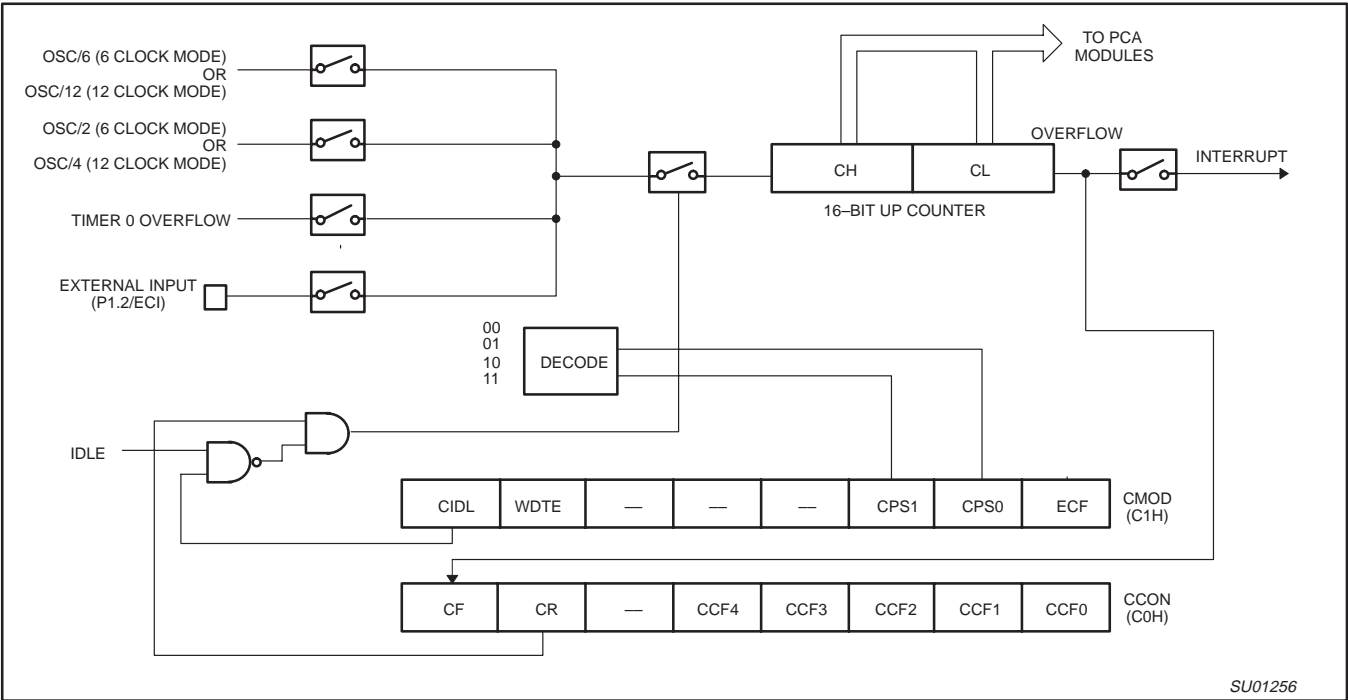 OSC/6 (6 CLOCK MODE)
OR
OSC/12 (12 CLOCK MODE)
OSC/2 (6 CLOCK MODE)
OR
OSC/4 (12 CLOCK MODE)
TIMER 0 OVERFLOW
EXTERNAL INPUT
(P1.2/ECI)
TO PCA
MODULES
OVERFLOW
CH
CL
INTERRUPT
16–BIT UP COUNTER
00
01
10
11
DECODE
IDLE
CIDL WDTE –– –– –– CPS1 CPS0 ECF
CMOD
(C1H)
CF CR –– CCF4 CCF3 CCF2 CCF1 CCF0
CCON
(C0H)
SU01256